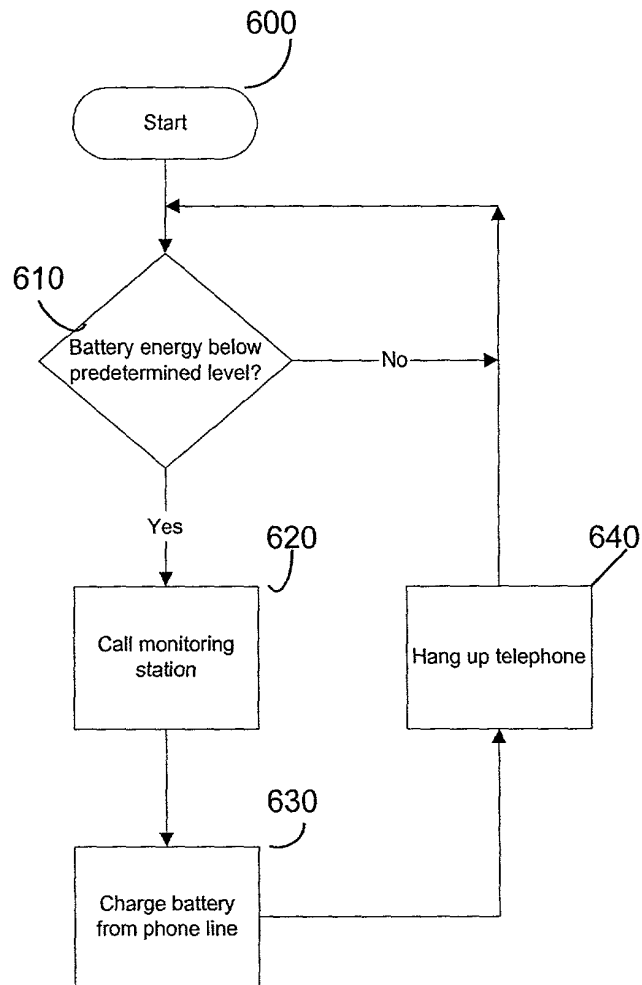 600
Start
610
Battery energy below
predetermined level?
No
Yes
620
Call monitoring
station
640
Hang up telephone
630
Charge battery
from phone line